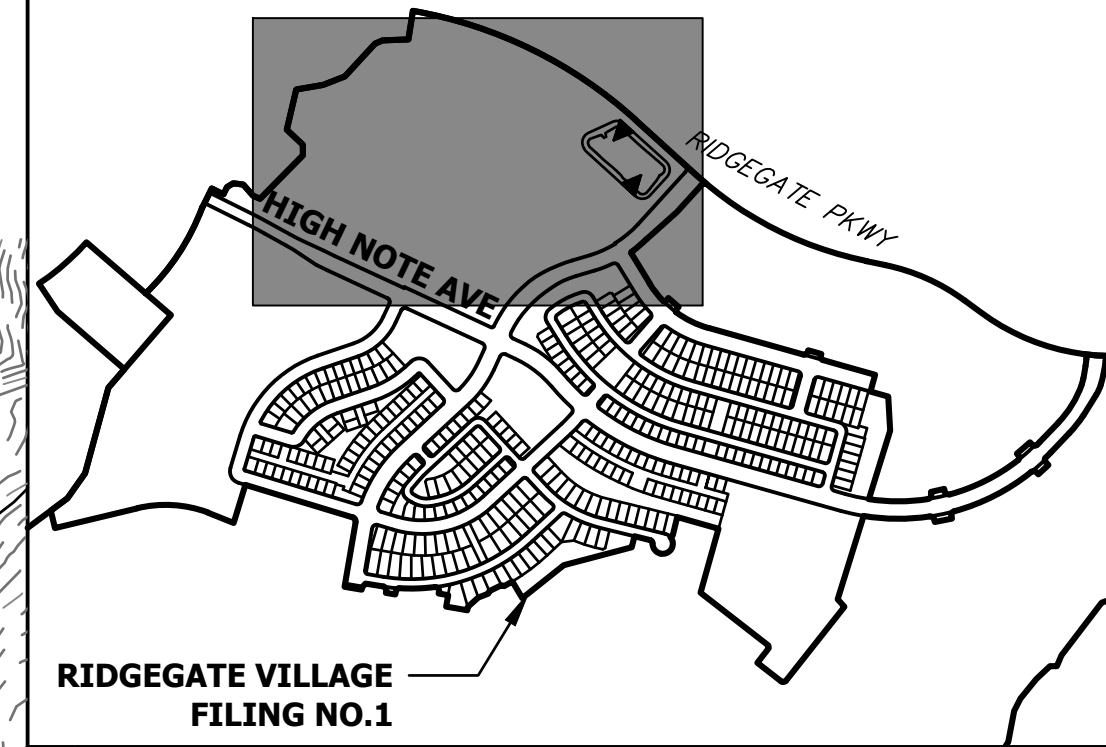 RIDGEGATE PKWY
HIGH NOTE AVE
RIDGEGATE VILLAGE
FILING NO.1